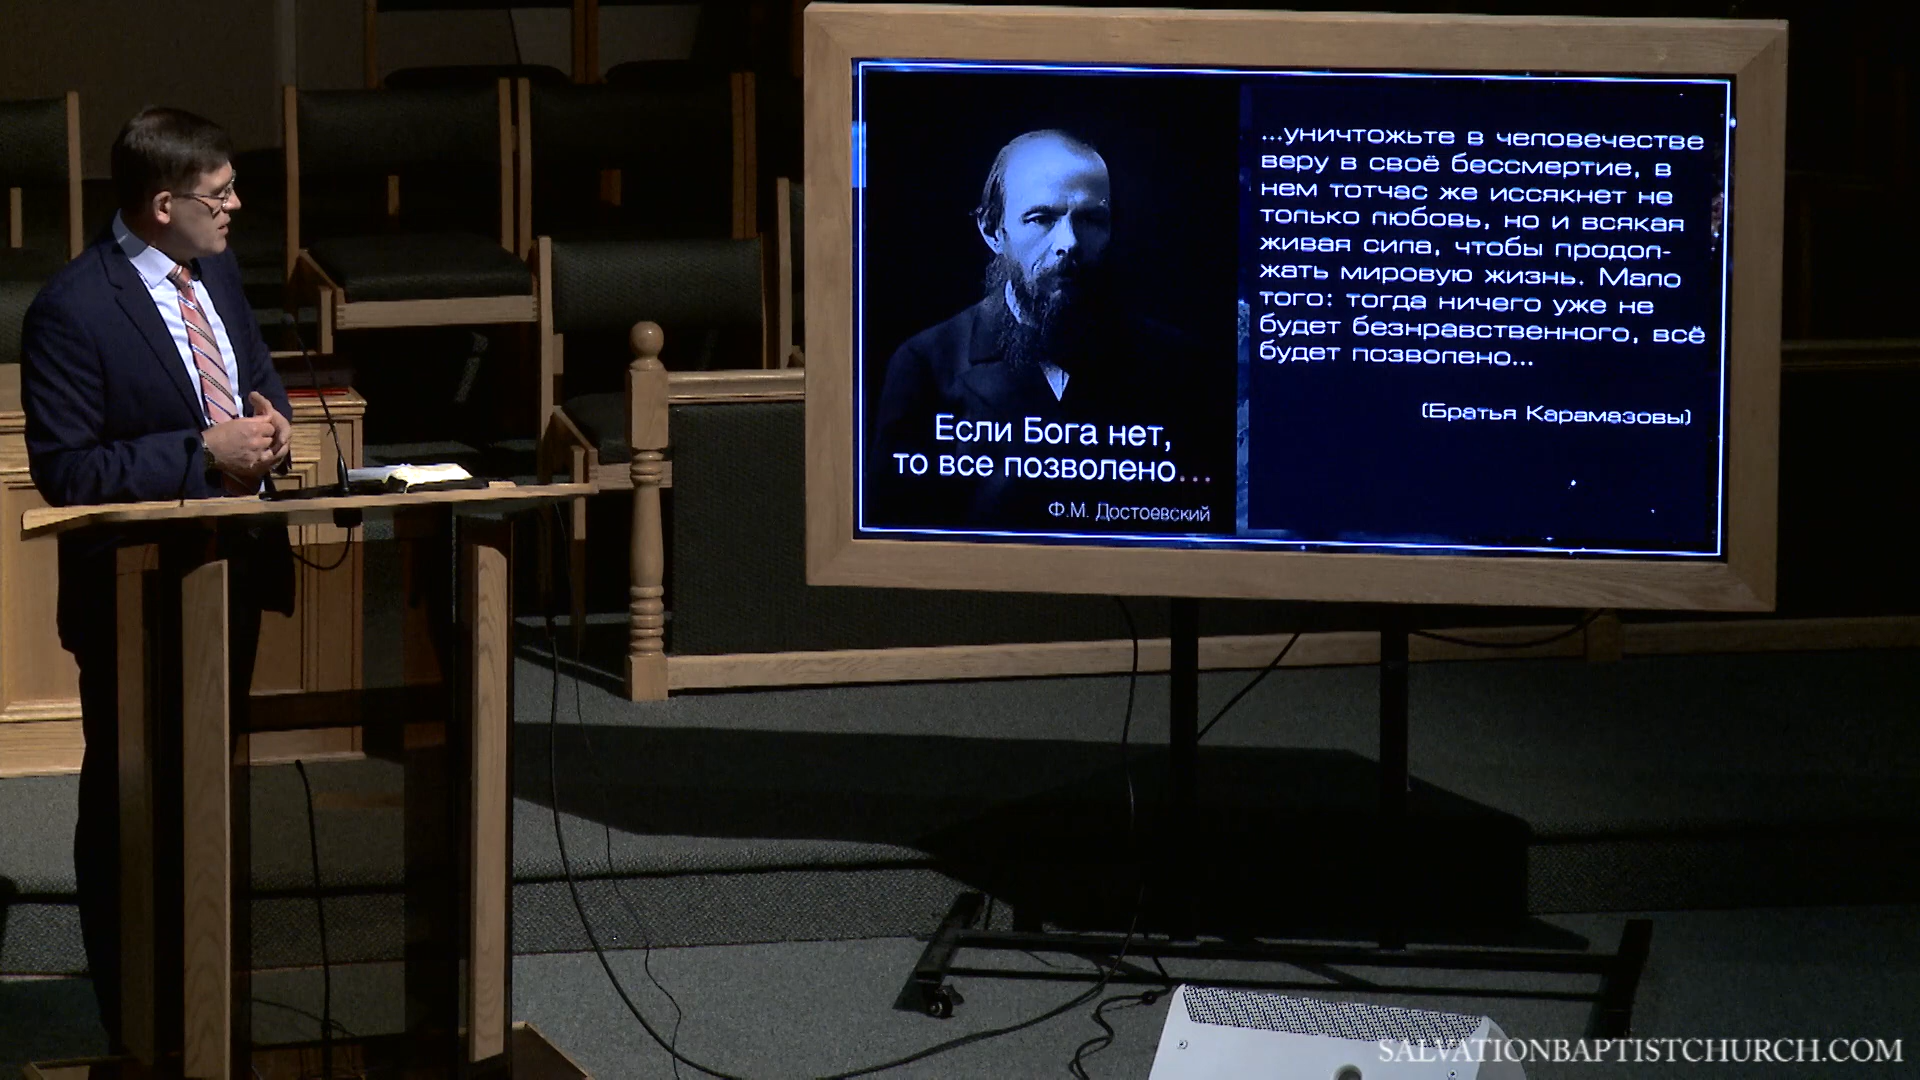 Если Бога нет,
то все позволено...
Ф.М. Достоевский
...уничтожьте в человечестве
веру в своё бессмертие, в
нем тотчас же иссякнет не
только любовь, но и всякая
живая сила, чтобы продол-
жать мировую жизнь. Мало
того: тогда ничего уже не
будет безнравственного, всё
будет позволено...
(Братья Карамазовы)
SALVATIONBAPTISTCHURCH.COM